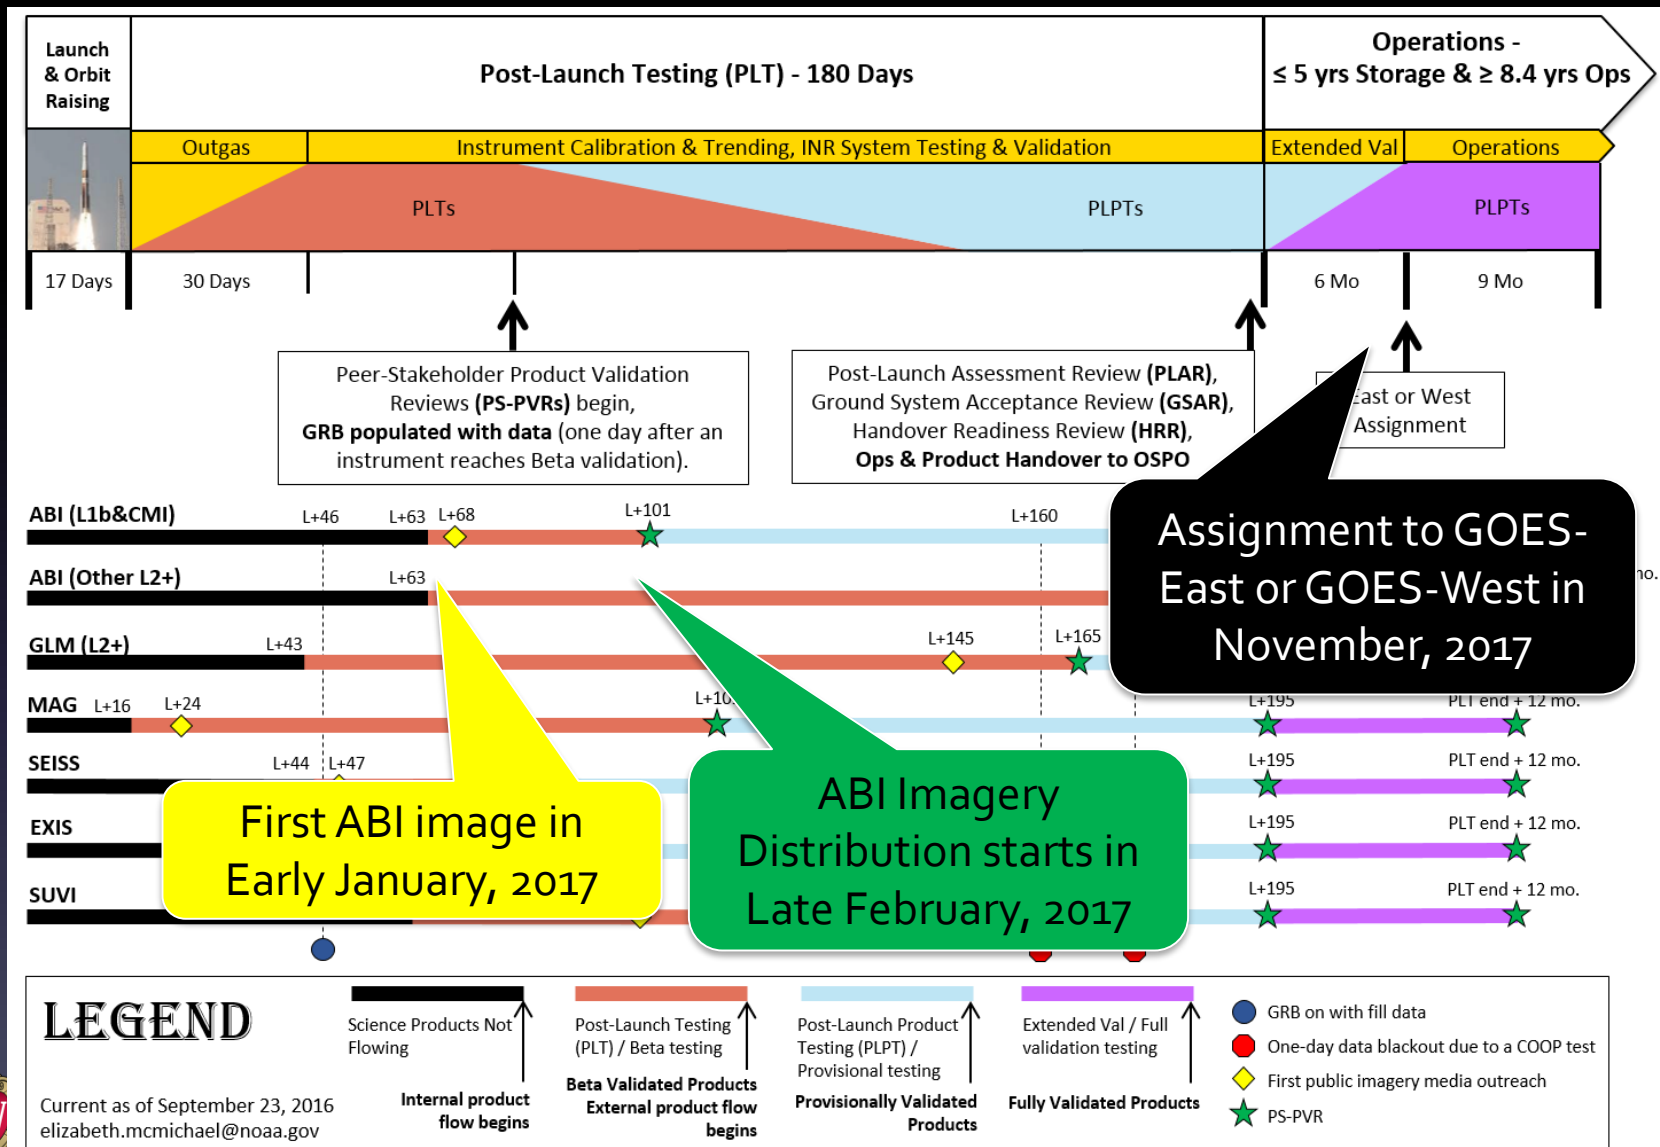 Launch
& Orbit
Raising
Post-Launch Testing (PLT) - 180 Days
Operations -
≤ 5 yrs Storage & ≥ 8.4 yrs Ops
Outgas
Instrument Calibration & Trending, INR System Testing & Validation
Extended Val
Operations
PLTs
PLPTs
PLPTs
17 Days
30 Days
6 Mo
9 Mo
Peer-Stakeholder Product Validation
Reviews (PS-PVRs) begin,
GRB populated with data (one day after an
instrument reaches Beta validation).
Post-Launch Assessment Review (PLAR),
Ground System Acceptance Review (GSAR),
Handover Readiness Review (HRR),
Ops & Product Handover to OSPO
East or West
Assignment
Assignment to GOES-
East or GOES-West in
November, 2017
ABI (L1b&CMI)
L+46
L+63
L+68
L+101
L+160
ABI (Other L2+)
L+63
mo.
GLM (L2+)
L+43
L+145
L+165
MAG
L+16
L+24
L+195
PLT end + 12 mo.
SEISS
L+44
L+47
L+195
PLT end + 12 mo.
EXIS
L+195
PLT end + 12 mo.
SUVI
L+195
PLT end + 12 mo.
First ABI image in
Early January, 2017
ABI Imagery
Distribution starts in
Late February, 2017
LEGEND
Current as of September 23, 2016
elizabeth.mcmichael@noaa.gov
Science Products Not
Flowing
Internal product
flow begins
Post-Launch Testing
(PLT) / Beta testing
Beta Validated Products
External product flow
begins
Post-Launch Product
Testing (PLPT) /
Provisional testing
Provisionally Validated
Products
Extended Val / Full
validation testing
Fully Validated Products
GRB on with fill data
One-day data blackout due to a COOP test
First public imagery media outreach
PS-PVR